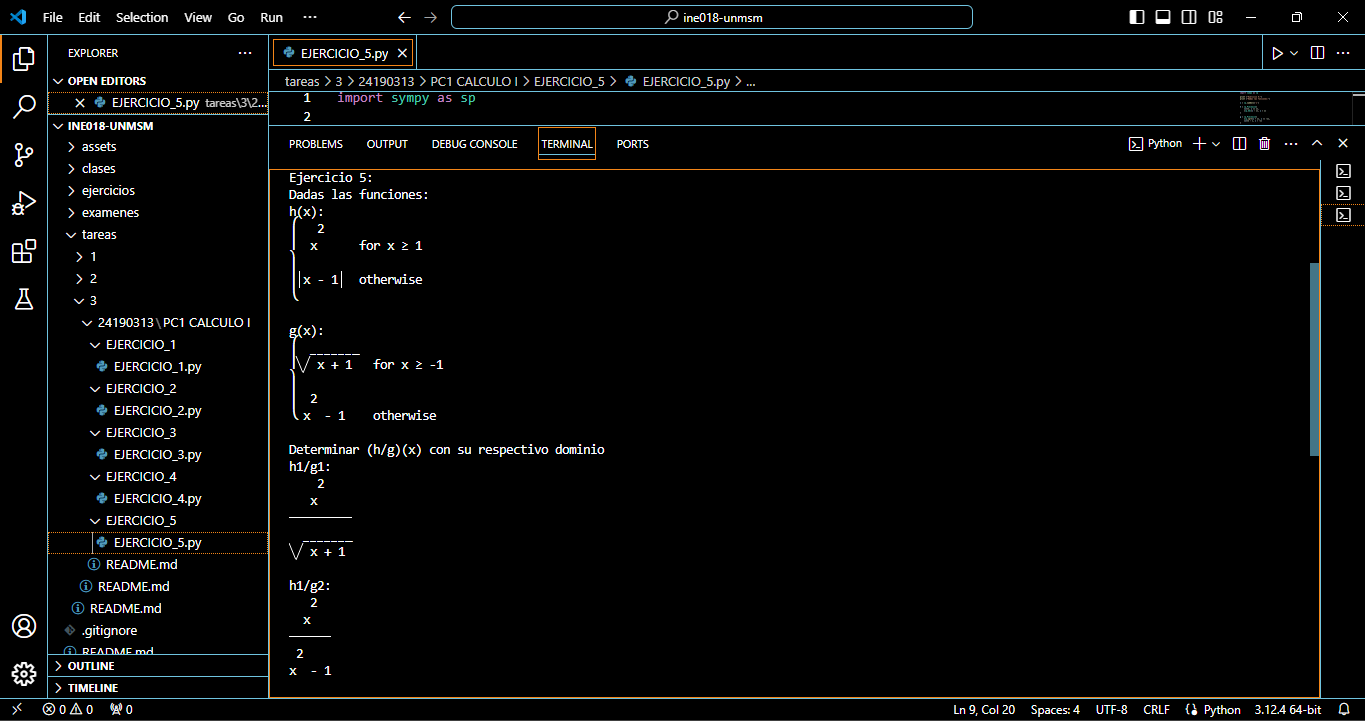 File Edit Selection View Go Run ··· ine018-unmsm
EXPLORER ···
OPEN EDITORS
EJERCICIO_5.py tareas\3\2...
INE018-UNMSM
assets
clases
ejercicios
examenes
tareas
1
2
3
24190313\PC1 CALCULO I
EJERCICIO_1
EJERCICIO_1.py
EJERCICIO_2
EJERCICIO_2.py
EJERCICIO_3
EJERCICIO_3.py
EJERCICIO_4
EJERCICIO_4.py
EJERCICIO_5
EJERCICIO_5.py
README.md
README.md
README.md
.gitignore
README.md
OUTLINE
TIMELINE
EJERCICIO_5.py
tareas > 3 > 24190313 > PC1 CALCULO I > EJERCICIO_5 > EJERCICIO_5.py > ...
1 import sympy as sp
2
PROBLEMS OUTPUT DEBUG CONSOLE TERMINAL PORTS Python
Ejercicio 5:
Dadas las funciones:
h(x):
2
x for x ≥ 1
|x - 1| otherwise
g(x):
√ x + 1 for x ≥ -1
2
x - 1 otherwise
Determinar (h/g)(x) con su respectivo dominio
h1/g1:
2
x
─────────
√ x + 1
h1/g2:
2
x
──────
2
x - 1
0 0 0 Ln 9, Col 20 Spaces: 4 UTF-8 CRLF Python 3.12.4 64-bit